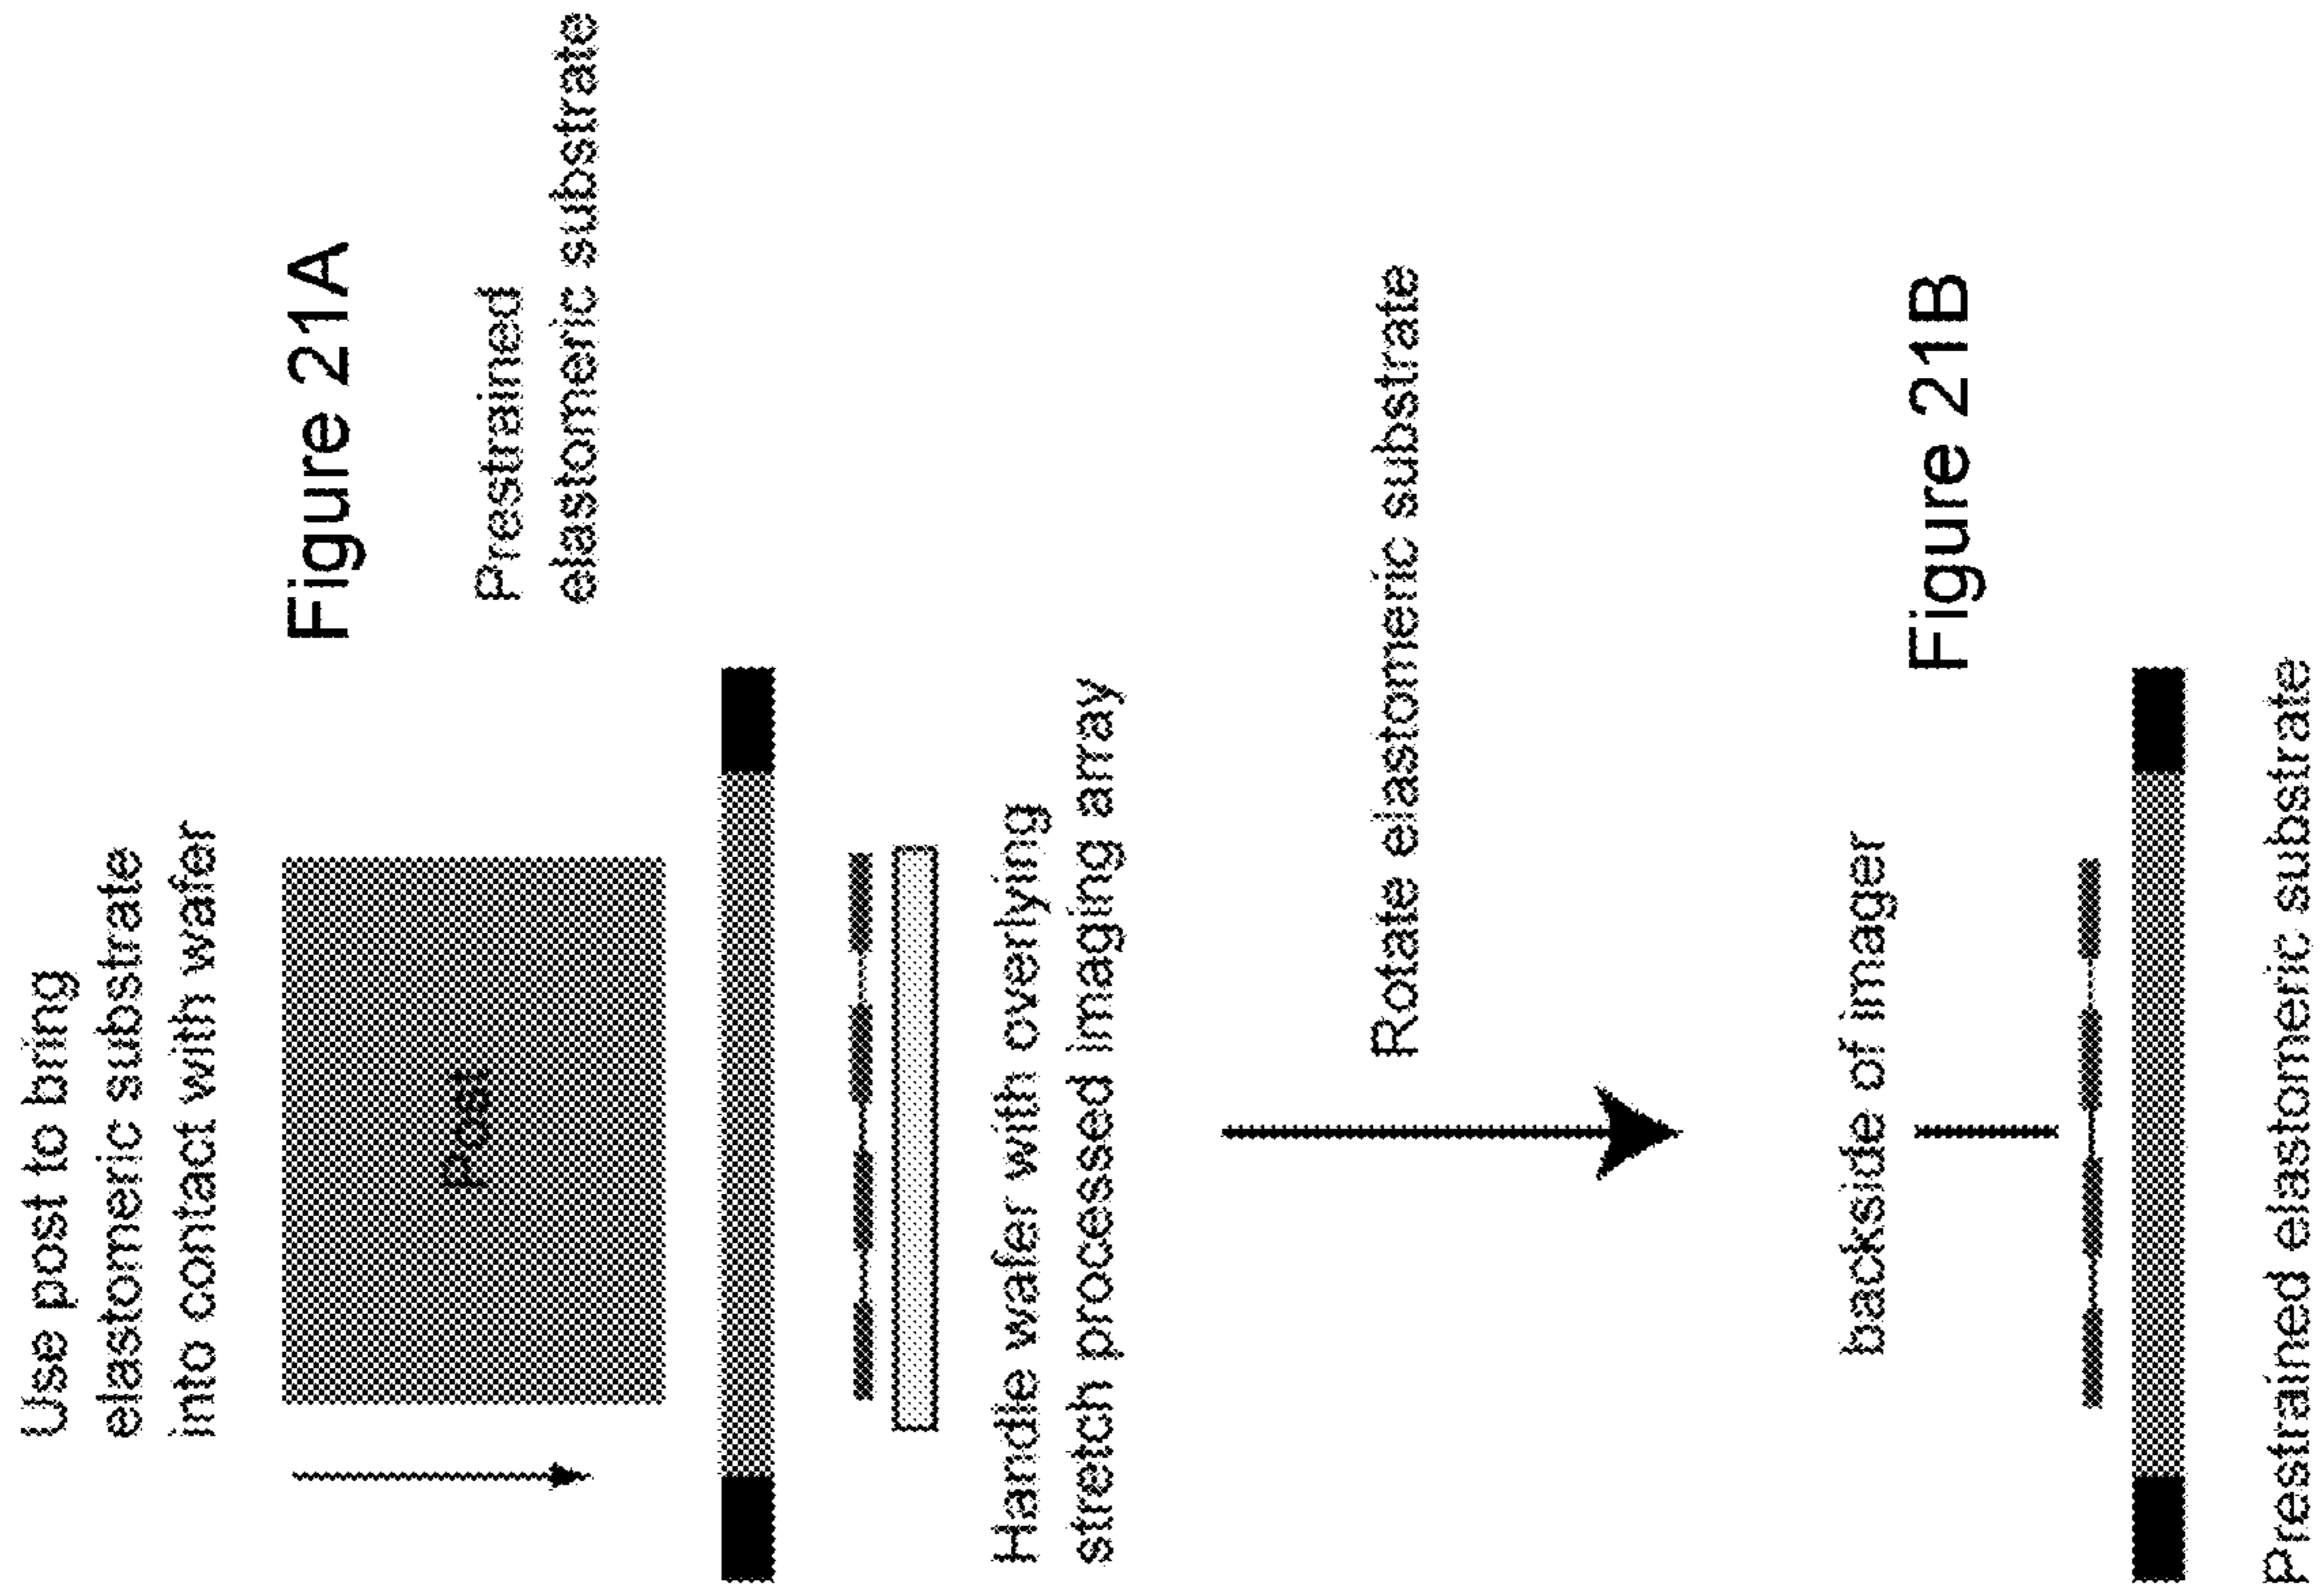 Use post to bring
elastomeric substrate
into contact with wafer
Figure 21A
Post
Prestrained
elastomeric substrate
Handle wafer with overlying
stretch processed imaging array
Rotate elastomeric substrate
backside of imager
Figure 21B
Prestrained elastomeric substrate